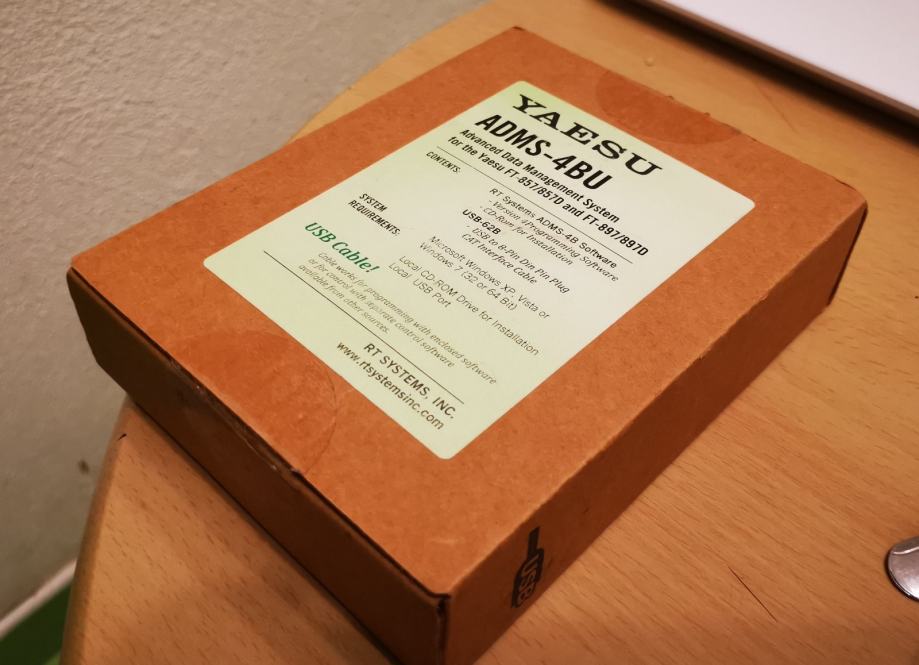 YAESU
ADMS-4BU
Advanced Data Management System
for the Yaesu FT-857/857D and FT-897/897D
CONTENTS:
RT Systems ADMS-4B Software
- Version 4Programming Software
- CD-Rom for Installation
USB-62B
- USB to 8-Pin Din Pin Plug
CAT Interface Cable
SYSTEM
REQUIREMENTS:
Microsoft Windows XP, Vista or
Windows 7 (32 or 64 Bit)
Local CD-ROM Drive for Installation
Local USB Port
USB Cable!
Cable works for programming with enclosed software
or for control with separate control software
available from other sources.
RT SYSTEMS, INC.
www.rtsystemsinc.com
USB